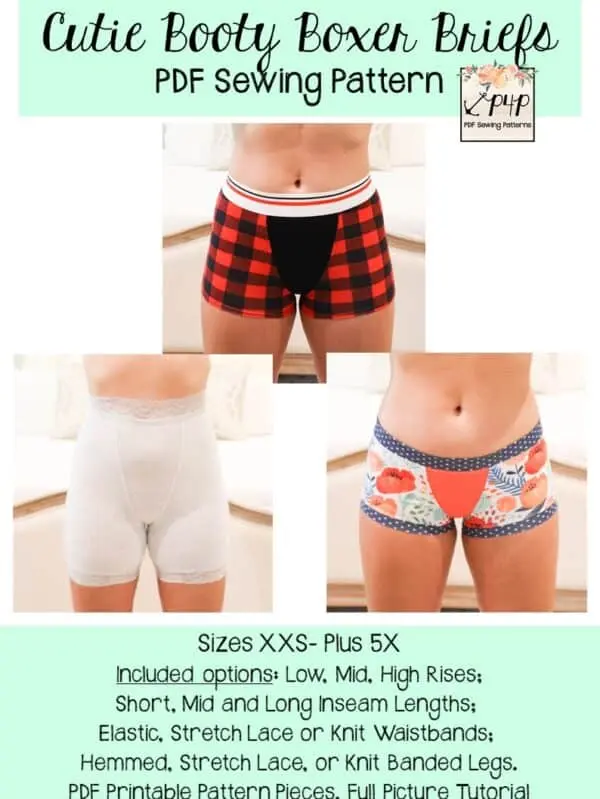 Cutie Booty Boxer Briefs
PDF Sewing Pattern
P4P
PDF Sewing Patterns
Sizes XXS- Plus 5X
Included options: Low, Mid, High Rises;
Short, Mid and Long Inseam Lengths;
Elastic, Stretch Lace or Knit Waistbands;
Hemmed, Stretch Lace, or Knit Banded Legs.
PDF Printable Pattern Pieces, Full Picture Tutorial